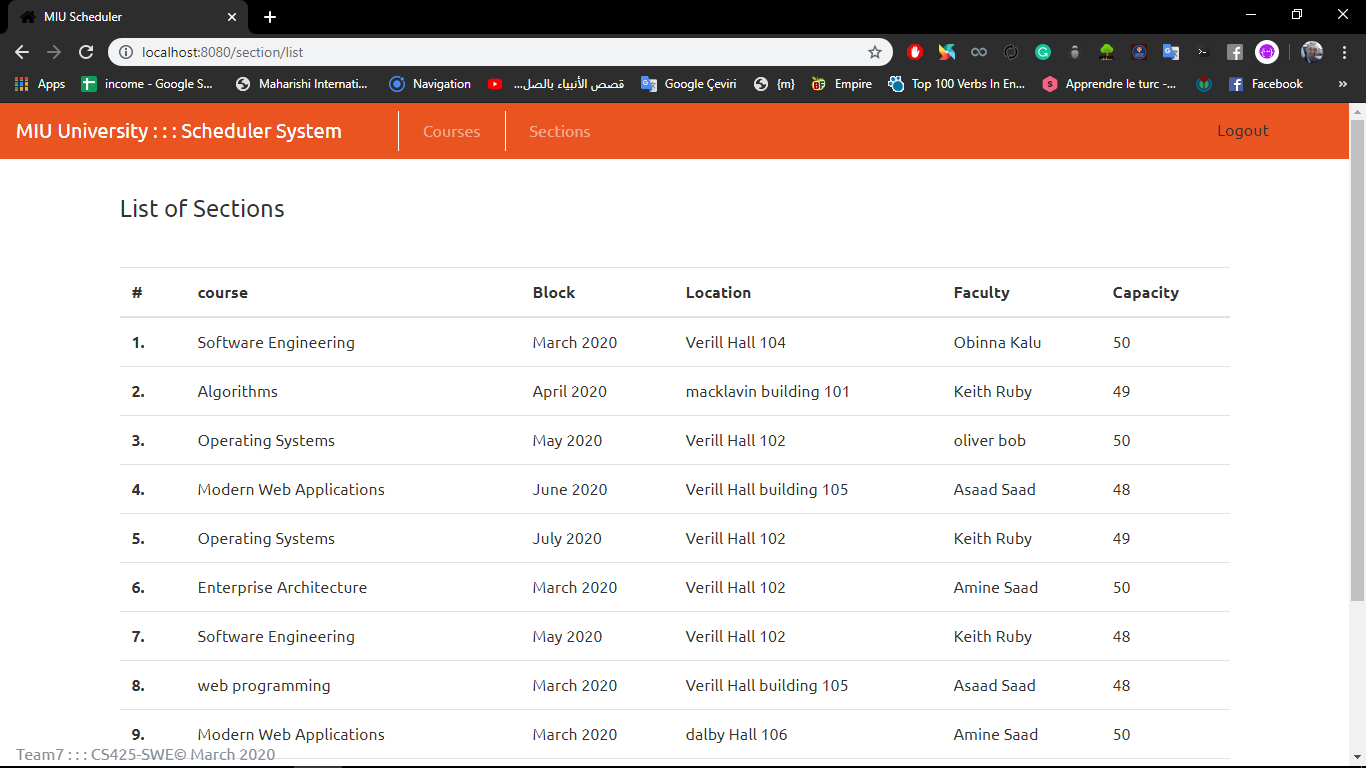 MIU Scheduler
localhost:8080/section/list
Apps income - Google S... Maharishi Internati... Navigation قصص الأنبياء بالصل... Google Çeviri {m} Empire Top 100 Verbs In En... Apprendre le turc -... Facebook »
MIU University : : : Scheduler System Courses Sections Logout
List of Sections
# course Block Location Faculty Capacity
1. Software Engineering March 2020 Verill Hall 104 Obinna Kalu 50
2. Algorithms April 2020 macklavin building 101 Keith Ruby 49
3. Operating Systems May 2020 Verill Hall 102 oliver bob 50
4. Modern Web Applications June 2020 Verill Hall building 105 Asaad Saad 48
5. Operating Systems July 2020 Verill Hall 102 Keith Ruby 49
6. Enterprise Architecture March 2020 Verill Hall 102 Amine Saad 50
7. Software Engineering May 2020 Verill Hall 102 Keith Ruby 48
8. web programming March 2020 Verill Hall building 105 Asaad Saad 48
9. Modern Web Applications March 2020 dalby Hall 106 Amine Saad 50
Team7 : : : CS425-SWE© March 2020